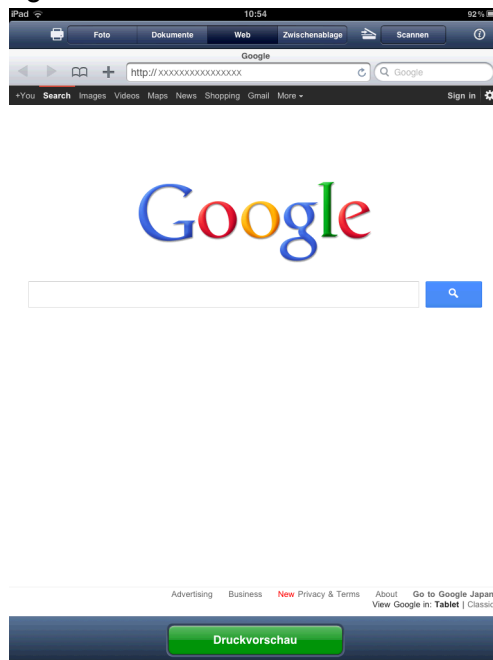 iPad 10:54 92 %
Foto Dokumente Web Zwischenablage Scannen
Google
http://xxxxxxxxxxxxxxxx Google
+You Search Images Videos Maps News Shopping Gmail More Sign in
Google
Advertising Business New Privacy & Terms About Go to Google Japan
View Google in: Tablet | Classic
Druckvorschau